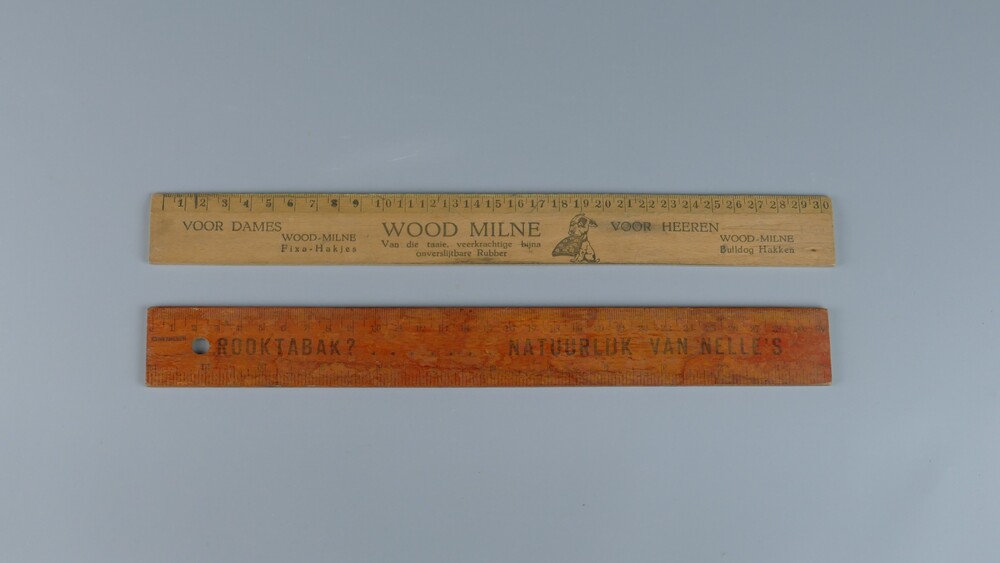 1 2 3 4 5 6 7 8 9 10 11 12 13 14 15 16 17 18 19 20 21 22 23 24 25 26 27 28 29 30
VOOR DAMES WOOD MILNE VOOR HEEREN
WOOD-MILNE Van die taaie, veerkrachtige bijna WOOD-MILNE
Fixo-Hakjes onverslijtbare Rubber Bulldog Hakken
ROOKTABAK? . . . . . . . NATUURLIJK VAN NELLE'S